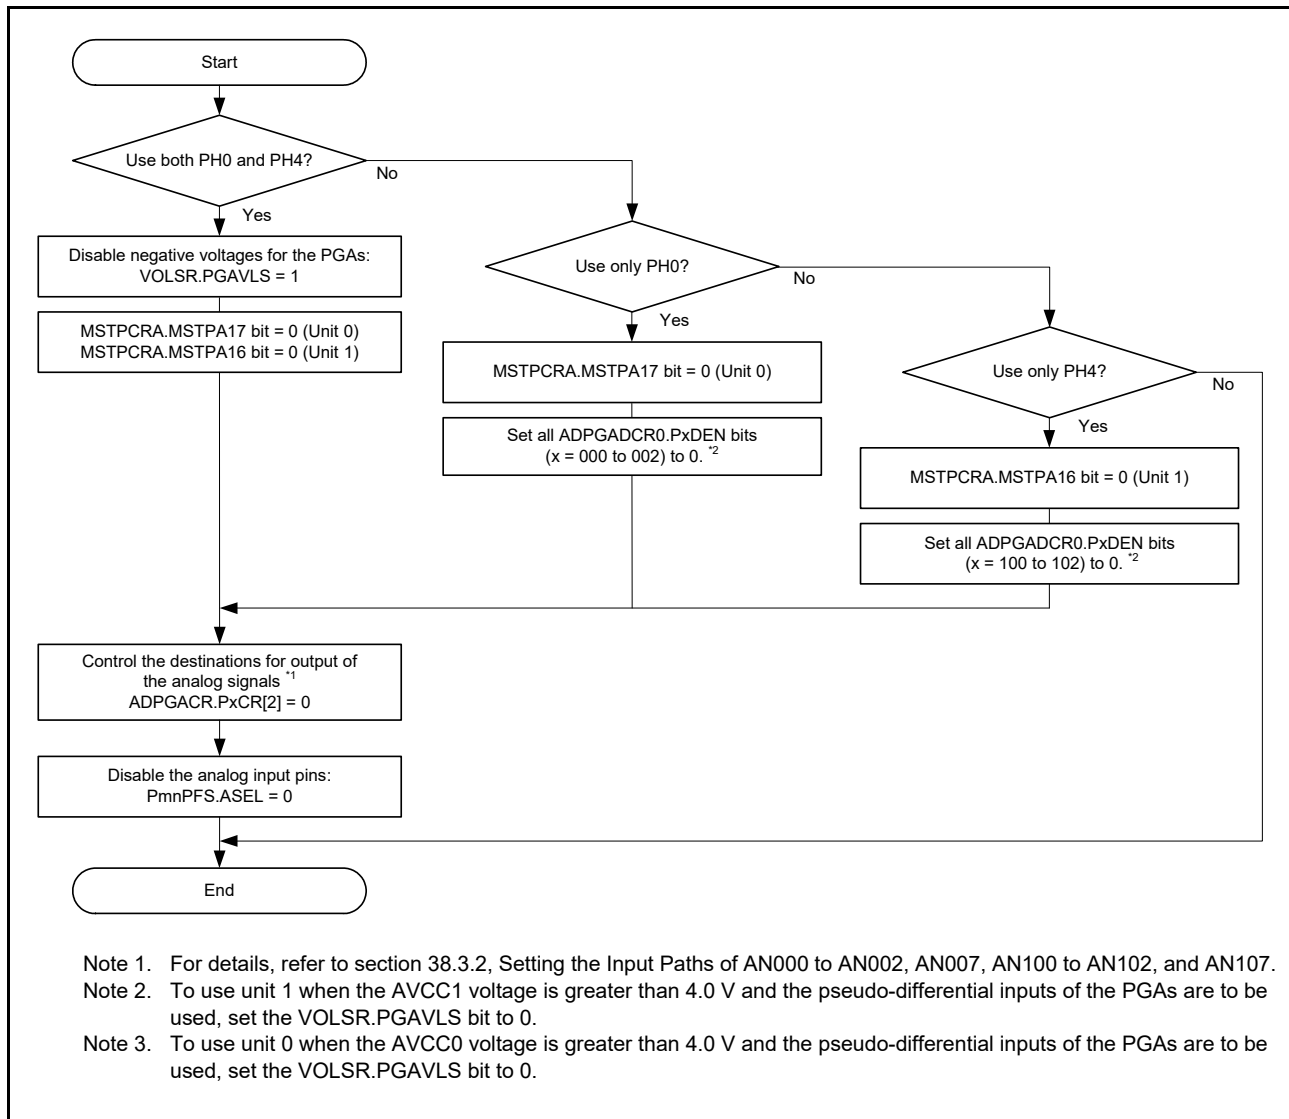 Start
Use both PH0 and PH4?
No
Yes
Disable negative voltages for the PGAs:
VOLSR.PGAVLS = 1
MSTPCRA.MSTPA17 bit = 0 (Unit 0)
MSTPCRA.MSTPA16 bit = 0 (Unit 1)
Use only PH0?
No
Yes
MSTPCRA.MSTPA17 bit = 0 (Unit 0)
Set all ADPGADCR0.PxDEN bits
(x = 000 to 002) to 0. *2
Use only PH4?
No
Yes
MSTPCRA.MSTPA16 bit = 0 (Unit 1)
Set all ADPGADCR0.PxDEN bits
(x = 100 to 102) to 0. *2
Control the destinations for output of
the analog signals *1
ADPGACR.PxCR[2] = 0
Disable the analog input pins:
PmnPFS.ASEL = 0
End
Note 1. For details, refer to section 38.3.2, Setting the Input Paths of AN000 to AN002, AN007, AN100 to AN102, and AN107.
Note 2. To use unit 1 when the AVCC1 voltage is greater than 4.0 V and the pseudo-differential inputs of the PGAs are to be
used, set the VOLSR.PGAVLS bit to 0.
Note 3. To use unit 0 when the AVCC0 voltage is greater than 4.0 V and the pseudo-differential inputs of the PGAs are to be
used, set the VOLSR.PGAVLS bit to 0.